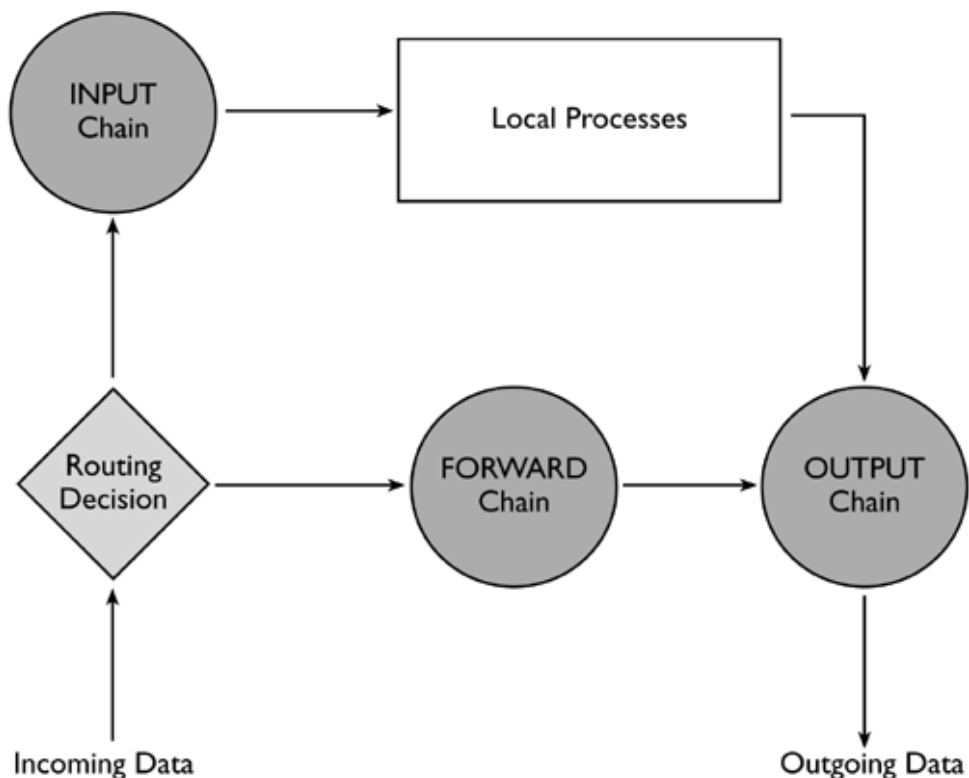 INPUT
Chain
Local Processes
Routing
Decision
FORWARD
Chain
OUTPUT
Chain
Incoming Data
Outgoing Data